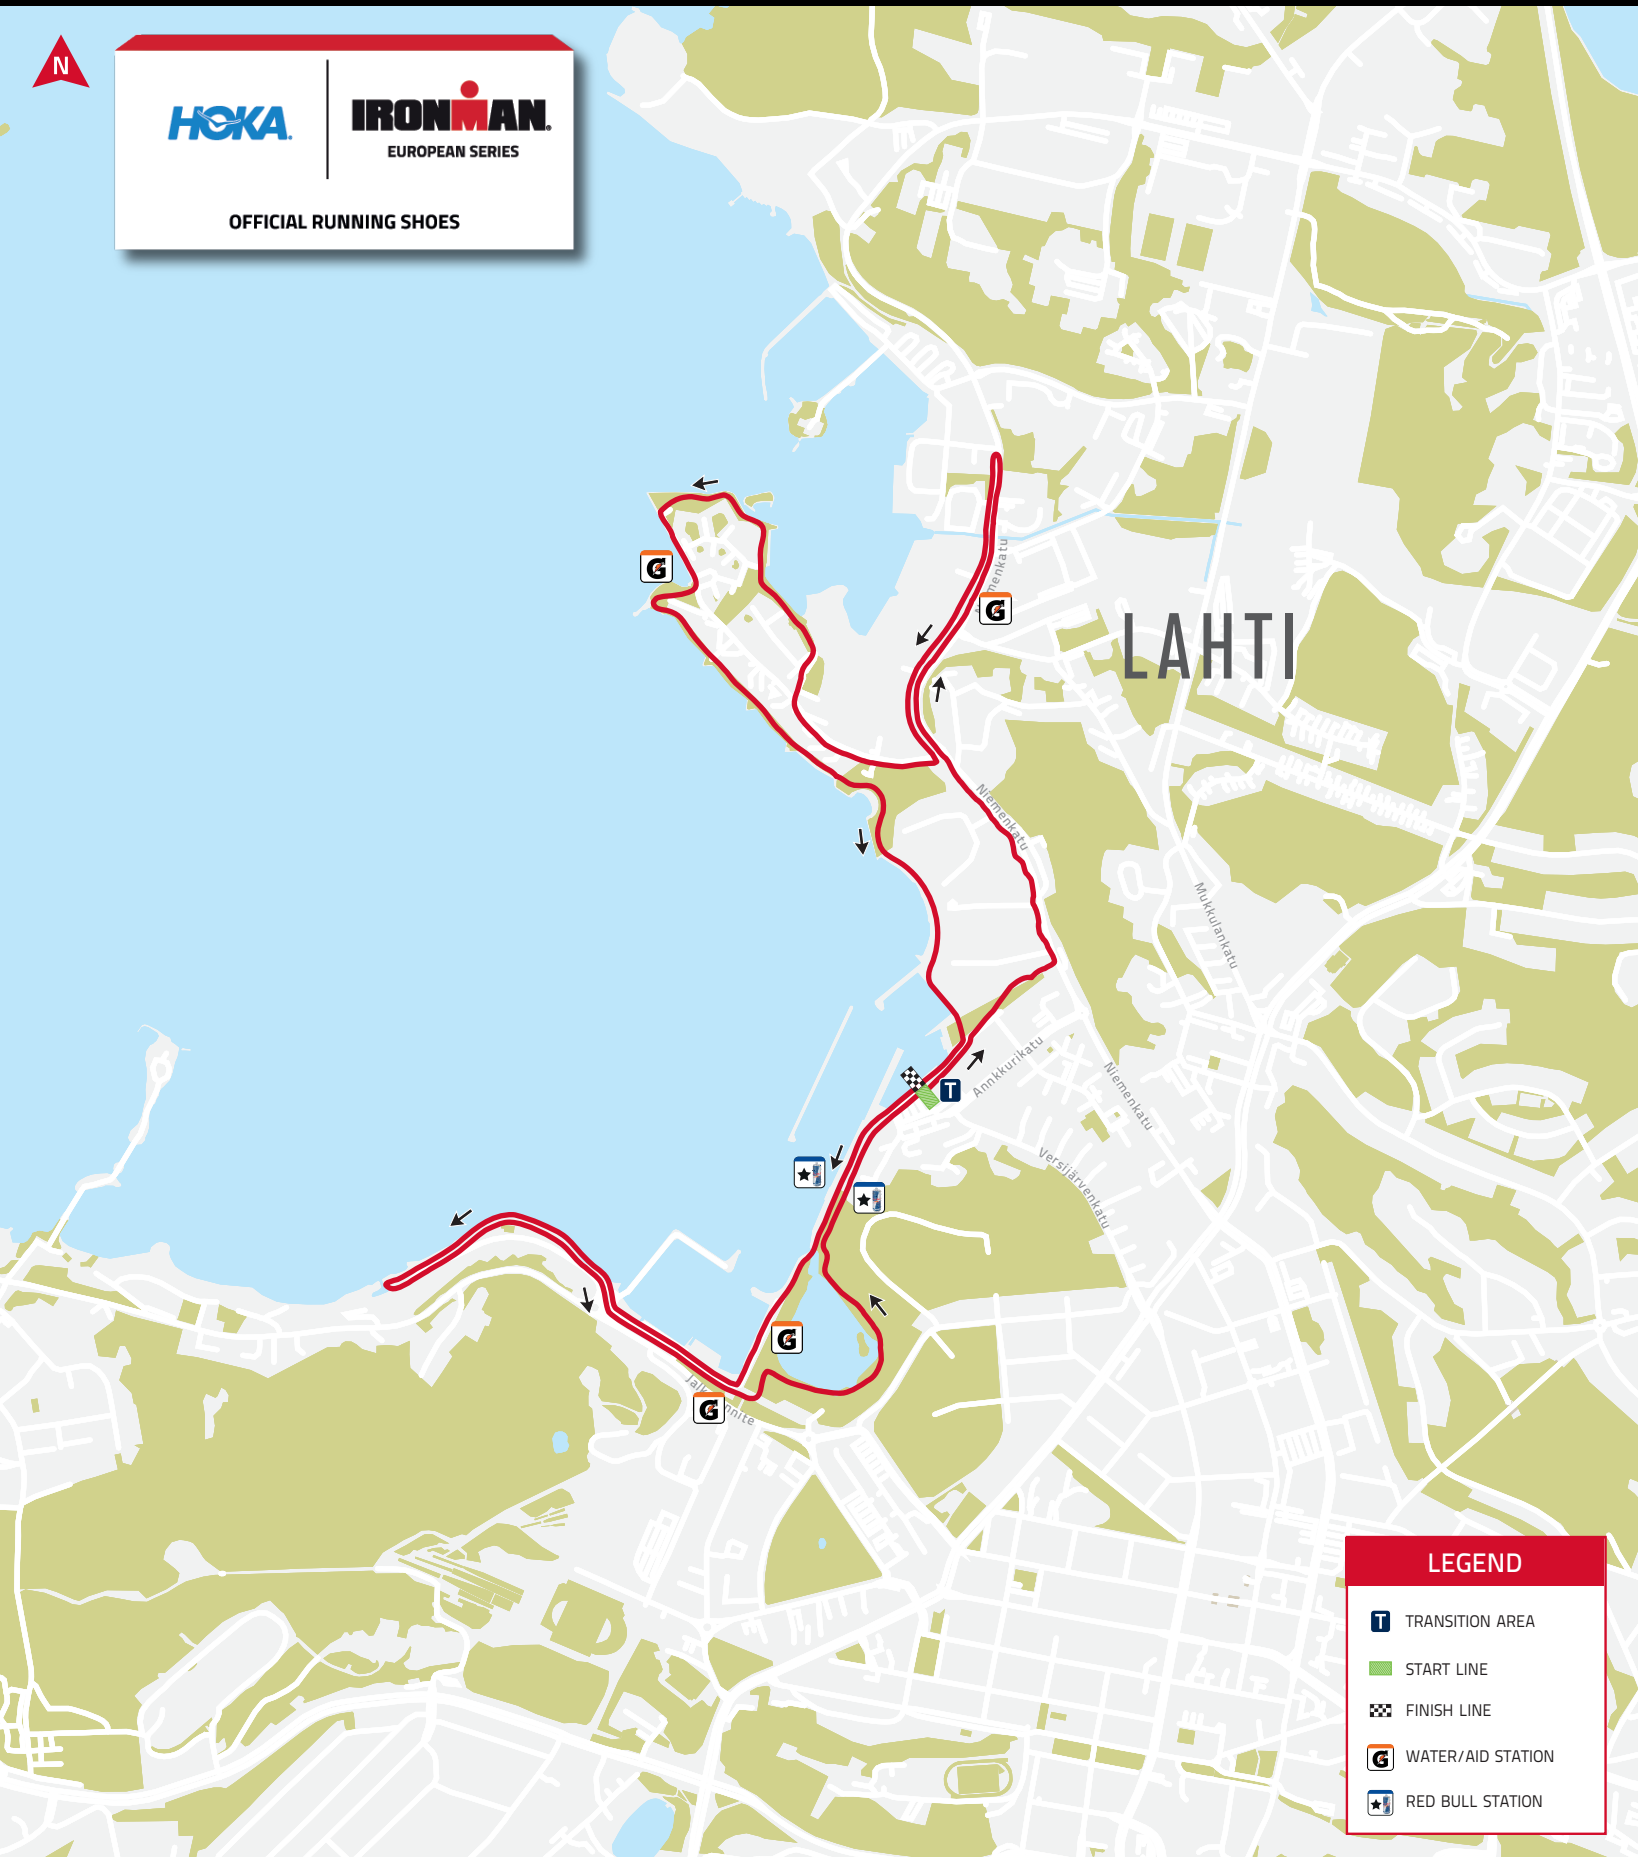 N
HOKA
IRONMAN
EUROPEAN SERIES
OFFICIAL RUNNING SHOES
G
G
LAHTI
Niemenkatu
Mukkulankatu
Annkkurikatu
T
Niemenkatu
Versijärvenkatu
G
G
LEGEND
T TRANSITION AREA
START LINE
FINISH LINE
G WATER/AID STATION
RED BULL STATION